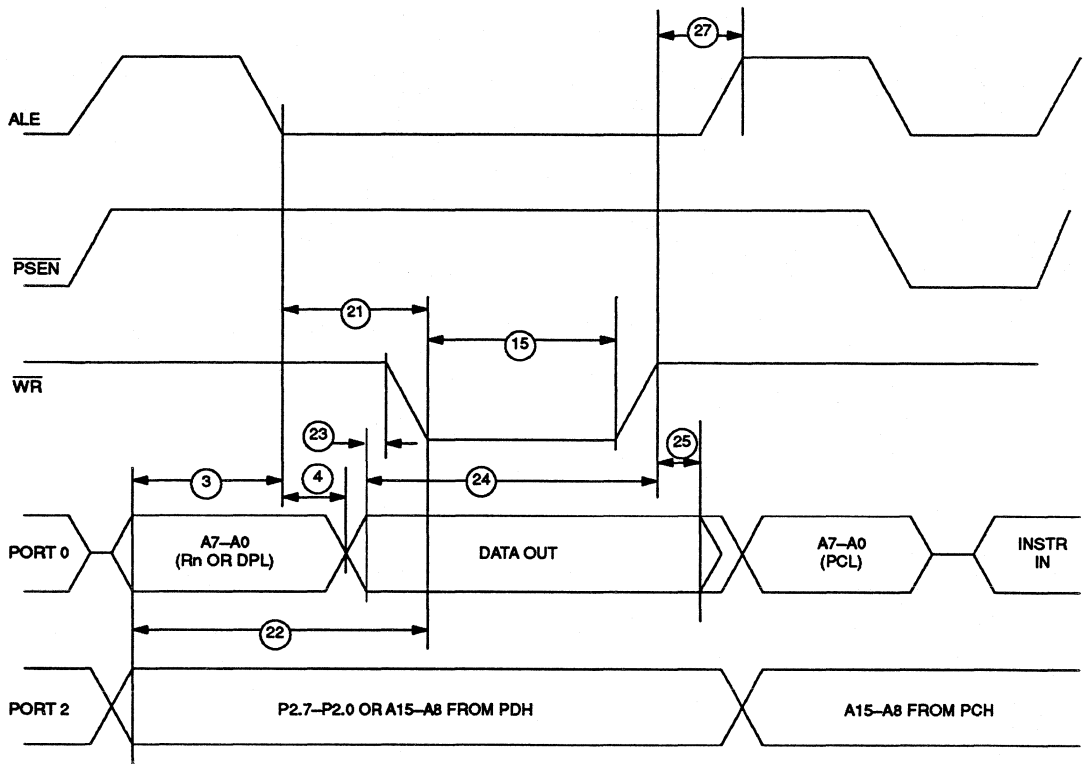 27
ALE
PSEN
21
15
WR
23
25
3
4
24
PORT 0
A7–A0
(Rn OR DPL)
DATA OUT
A7–A0
(PCL)
INSTR
IN
22
PORT 2
P2.7–P2.0 OR A15–A8 FROM PDH
A15–A8 FROM PCH